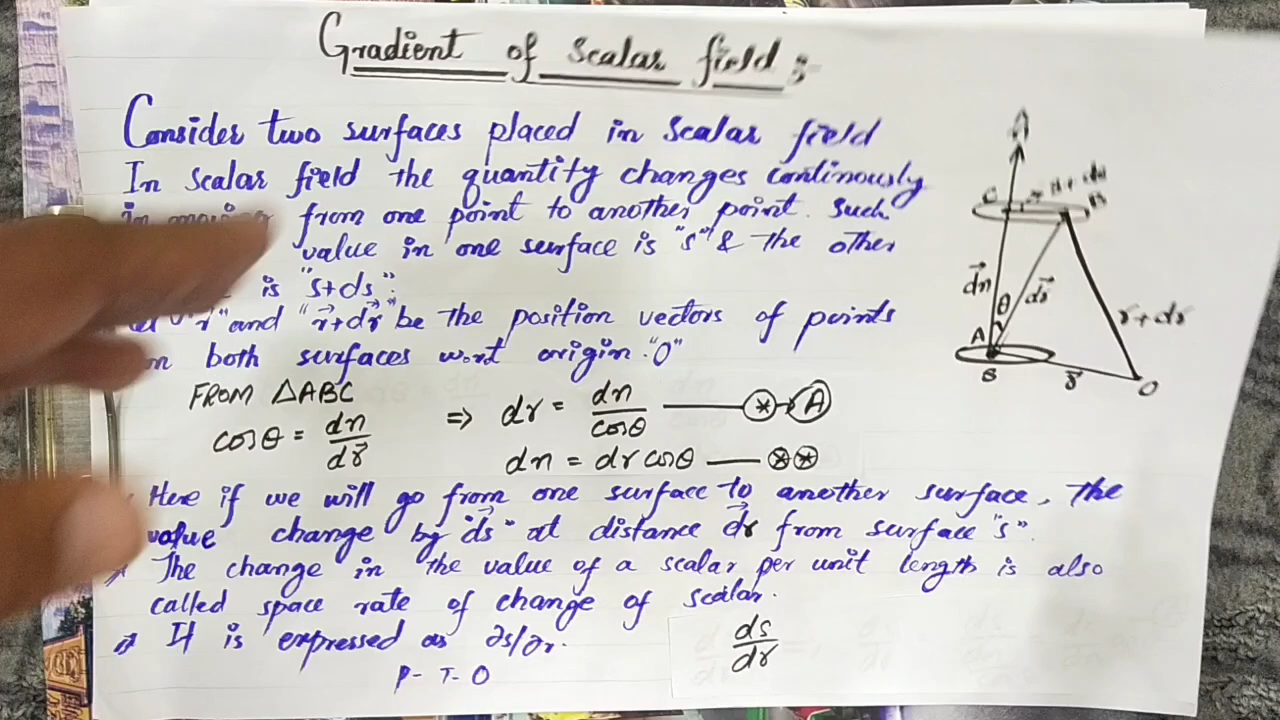 Gradient of Scalar field :-
Consider two surfaces placed in Scalar field
In Scalar field the quantity changes continously
from one point to another point. Such
value in one surface is "s" & the other
is "s+ds".
"r⃗" and "r⃗+dr⃗" be the position vectors of points
on both surfaces w.r.t origin "O"
FROM △ABC
cosθ = dn/dr⃗ ⇒ dr = dn/cosθ —— ⊛→Ⓐ
dn = dr cosθ —— ⊛⊛
Here if we will go from one surface to another surface, the
value change by "ds⃗" at distance dr⃗ from surface "s".
⇒ The change in the value of a scalar per unit length is also
called space rate of change of scalar.
⇒ It is expressed as ∂s/∂r. ds/dr
P-T-O
n̂
C
B
dn⃗
θ
dr⃗
r+dr
A
S
r⃗
O